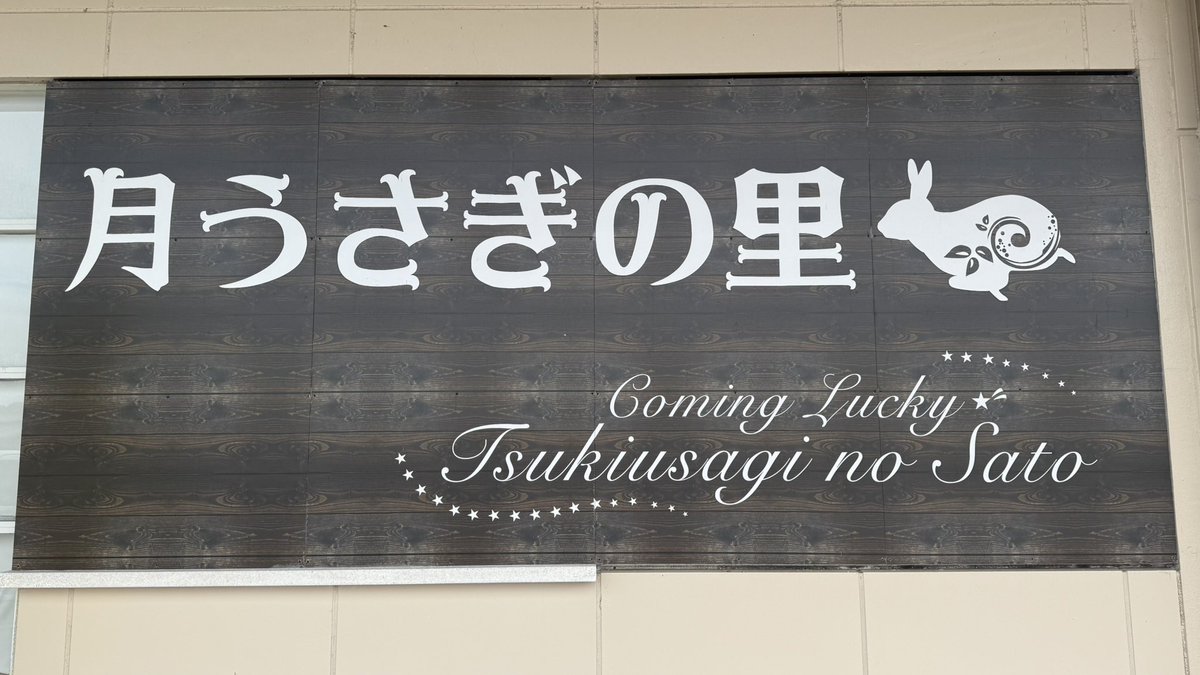 月うさぎの里
Coming Lucky
Tsukiusagi no Sato